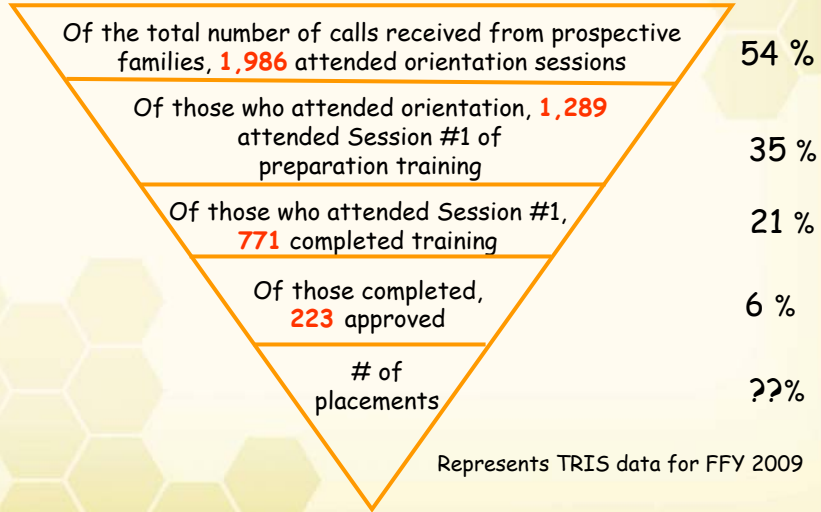 Of the total number of calls received from prospective
families, 1,986 attended orientation sessions
54 %
Of those who attended orientation, 1,289
attended Session #1 of
preparation training
35 %
Of those who attended Session #1,
771 completed training
21 %
Of those completed,
223 approved
6 %
# of
placements
??%
Represents TRIS data for FFY 2009